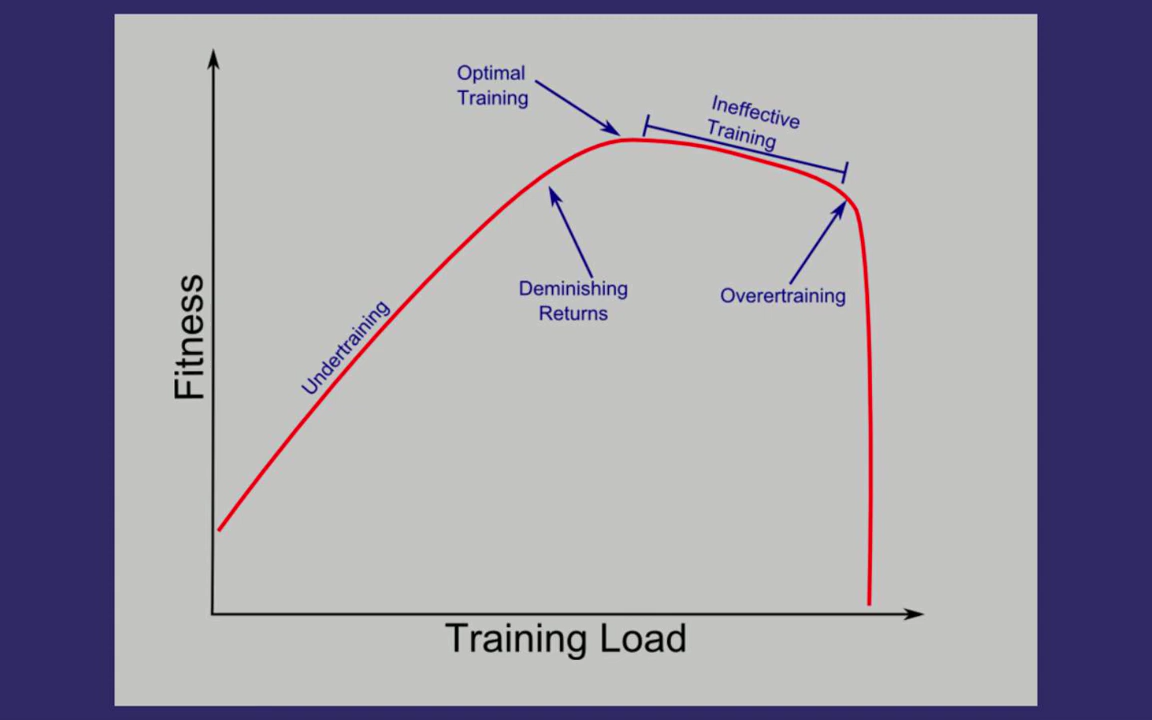 Optimal
Training
Ineffective
Training
Deminishing
Returns
Overertraining
Undertraining
Fitness
Training Load